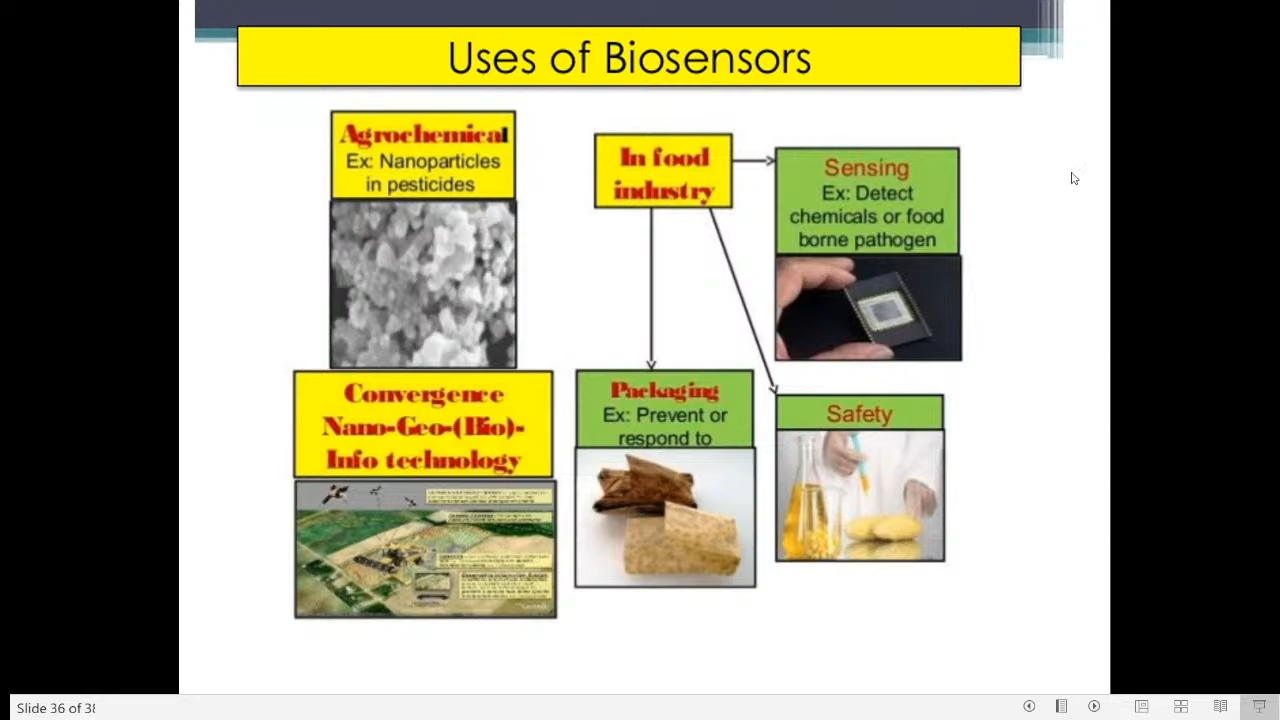 Uses of Biosensors
Agrochemical
Ex: Nanoparticles
in pesticides
In food
industry
Sensing
Ex: Detect
chemicals or food
borne pathogen
Convergence
Nano-Geo-(Bio)-
Info technology
Packaging
Ex: Prevent or
respond to
Safety
Slide 36 of 38